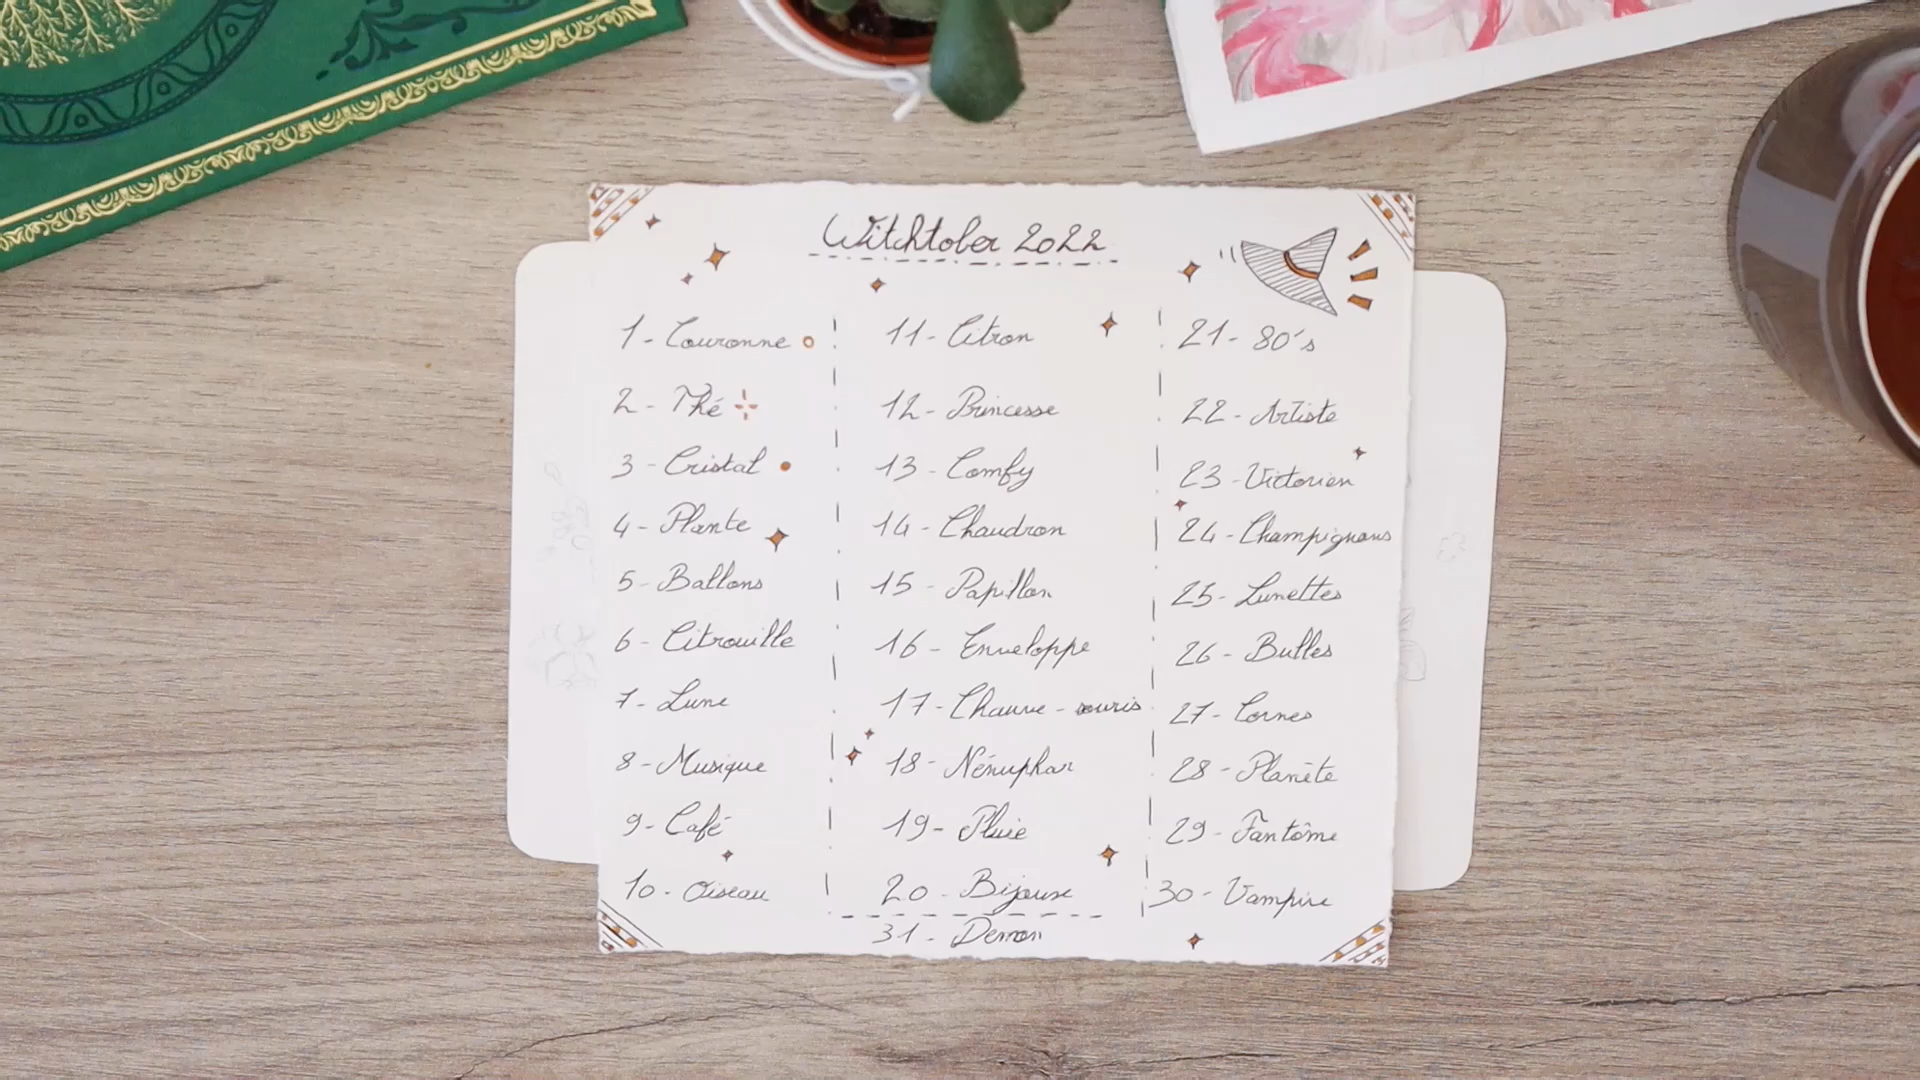 Witchtober 2022
1 - Couronne
2 - Thé
3 - Cristal
4 - Plante
5 - Ballons
6 - Citrouille
7 - Lune
8 - Musique
9 - Café
10 - Oiseau
11 - Citron
12 - Princesse
13 - Comfy
14 - Chaudron
15 - Papillon
16 - Enveloppe
17 - Chauve - souris
18 - Nénuphar
19 - Pluie
20 - Bijoux
21 - 80's
22 - Artiste
23 - Victorien
24 - Champignons
25 - Lunettes
26 - Bulles
27 - Cornes
28 - Planète
29 - Fantôme
30 - Vampire
31 - Demon